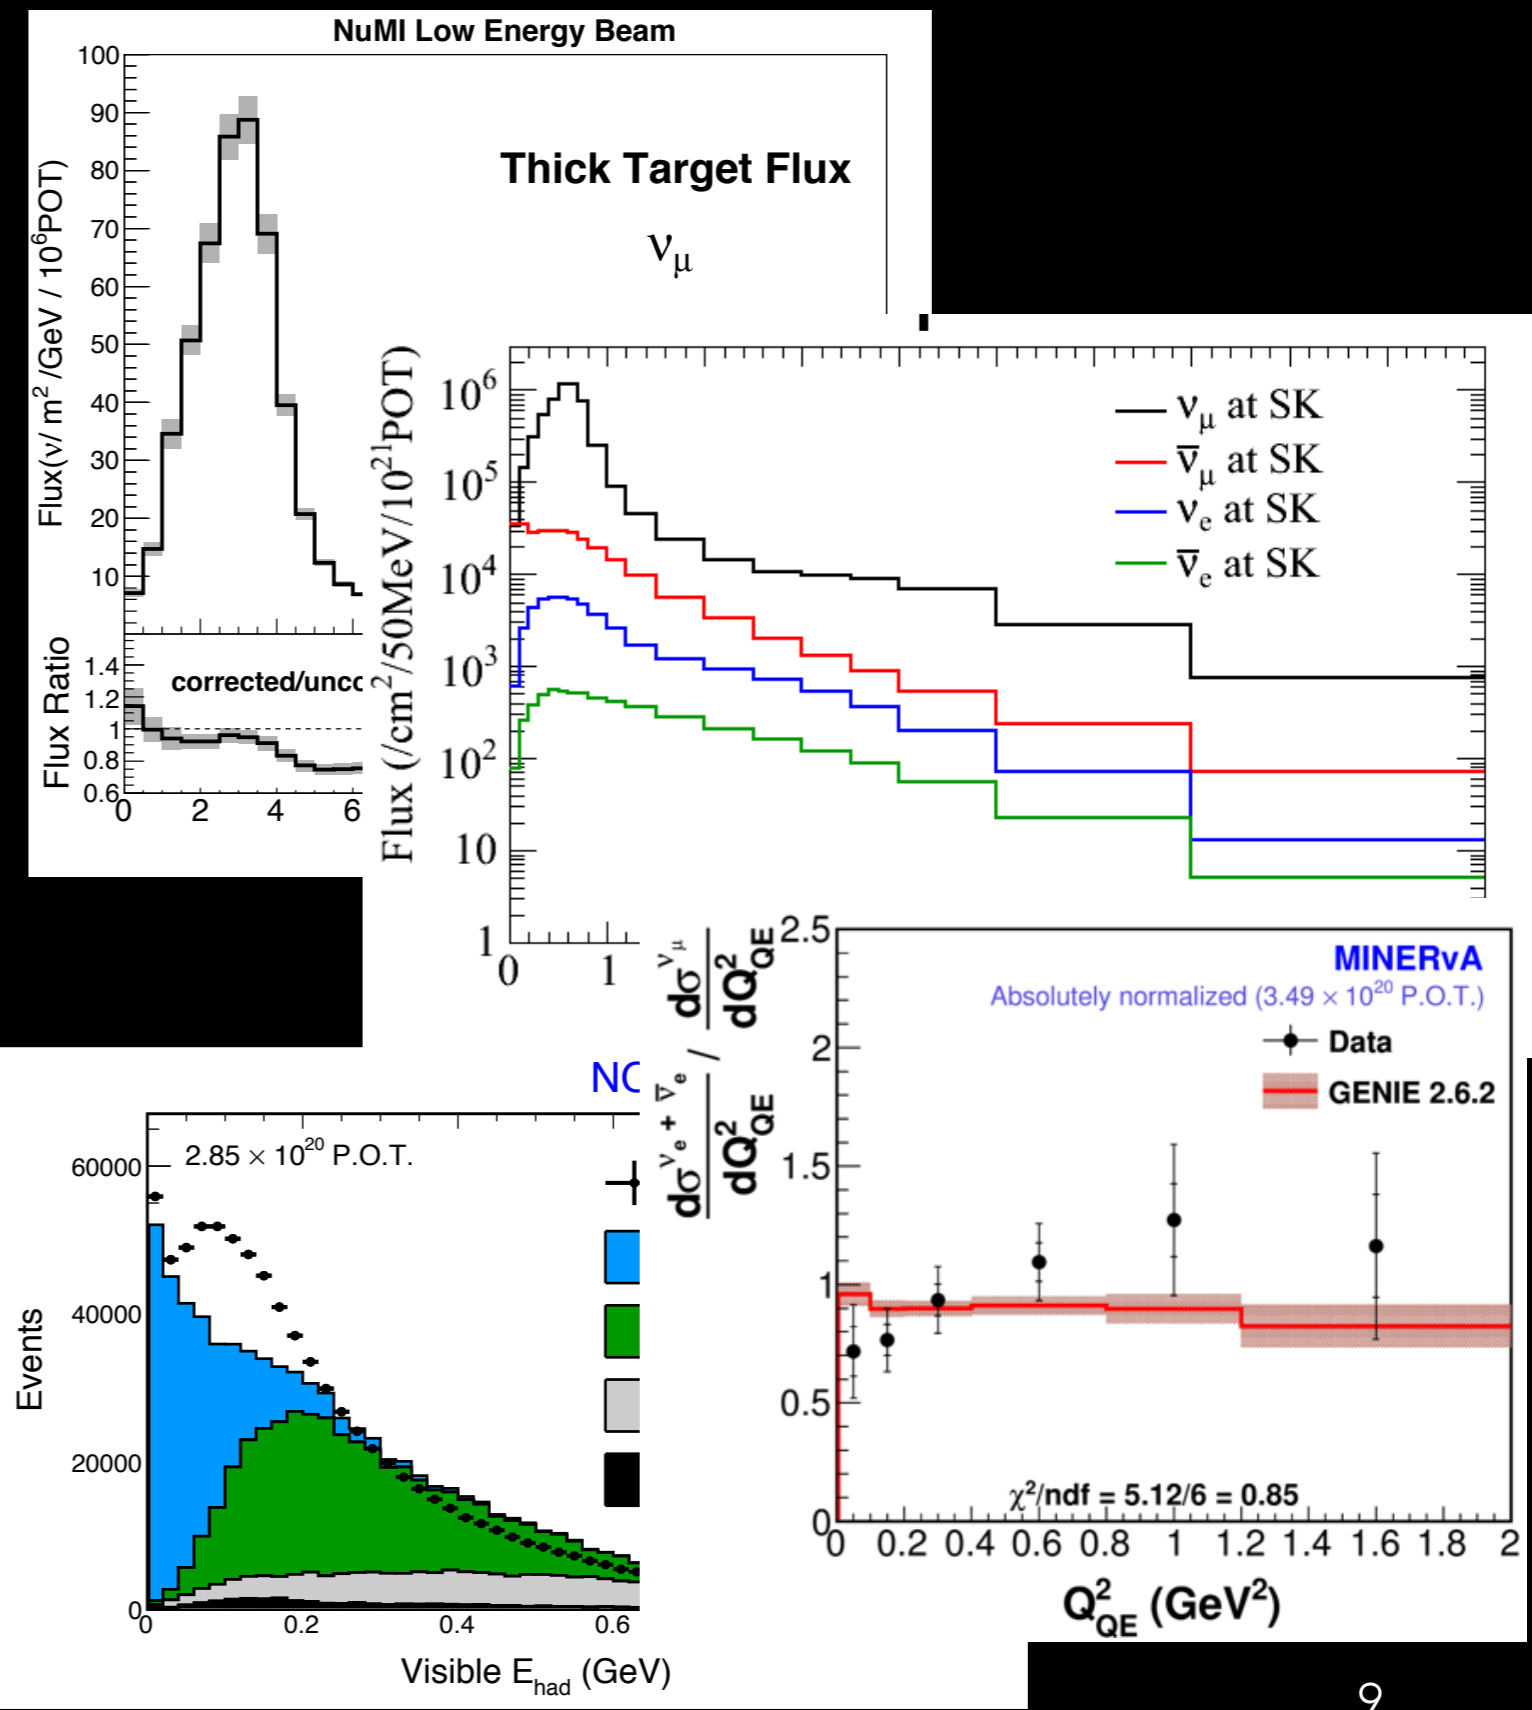 NuMI Low Energy Beam
100
90
80
70
60
50
40
30
20
10
Flux(ν/ m² /GeV / 10⁶POT)
Thick Target Flux
νμ
Flux Ratio
1.4
1.2
1
0.8
0.6
corrected/unco
0 2 4 6
Flux (/cm²/50MeV/10²¹POT)
10⁶
10⁵
10⁴
10³
10²
10
1
0 1
νμ at SK
ν̅μ at SK
νe at SK
ν̅e at SK
NO
2.85 × 10²⁰ P.O.T.
Events
60000
40000
20000
0
0 0.2 0.4 0.6
Visible Ehad (GeV)
dσ^(νe + ν̅e)/dQ²QE / dσ^(νμ)/dQ²QE
2.5
2
1.5
1
0.5
0
MINERvA
Absolutely normalized (3.49 × 10²⁰ P.O.T.)
Data
GENIE 2.6.2
χ²/ndf = 5.12/6 = 0.85
0 0.2 0.4 0.6 0.8 1 1.2 1.4 1.6 1.8 2
Q²QE (GeV²)
9